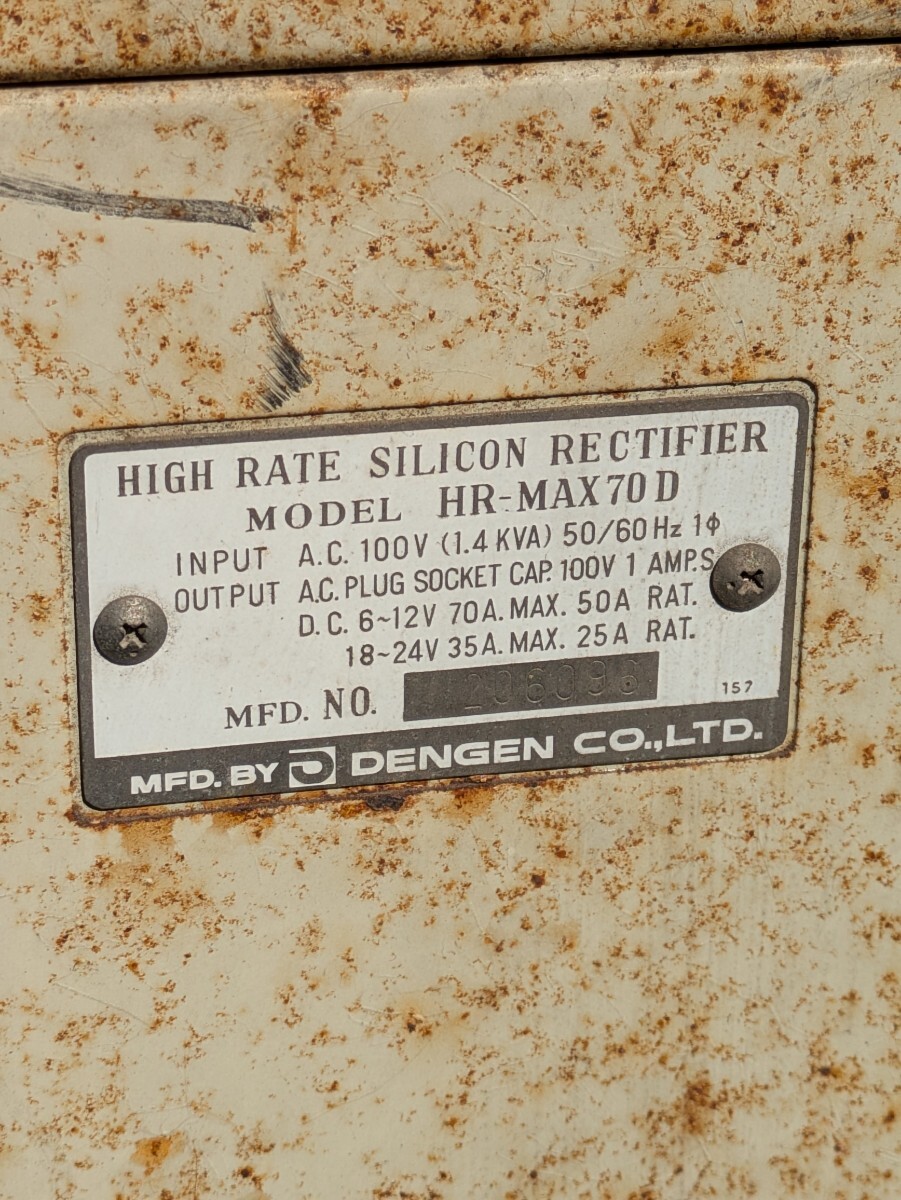 HIGH RATE SILICON RECTIFIER
MODEL HR-MAX70D
INPUT A.C. 100V (1.4 KVA) 50/60Hz 1ϕ
OUTPUT A.C. PLUG SOCKET CAP. 100V 1 AMP.S
D.C. 6~12V 70A. MAX. 50A RAT.
18~24V 35A. MAX. 25A RAT.
MFD. NO. 206096
157
MFD. BY DENGEN CO.,LTD.